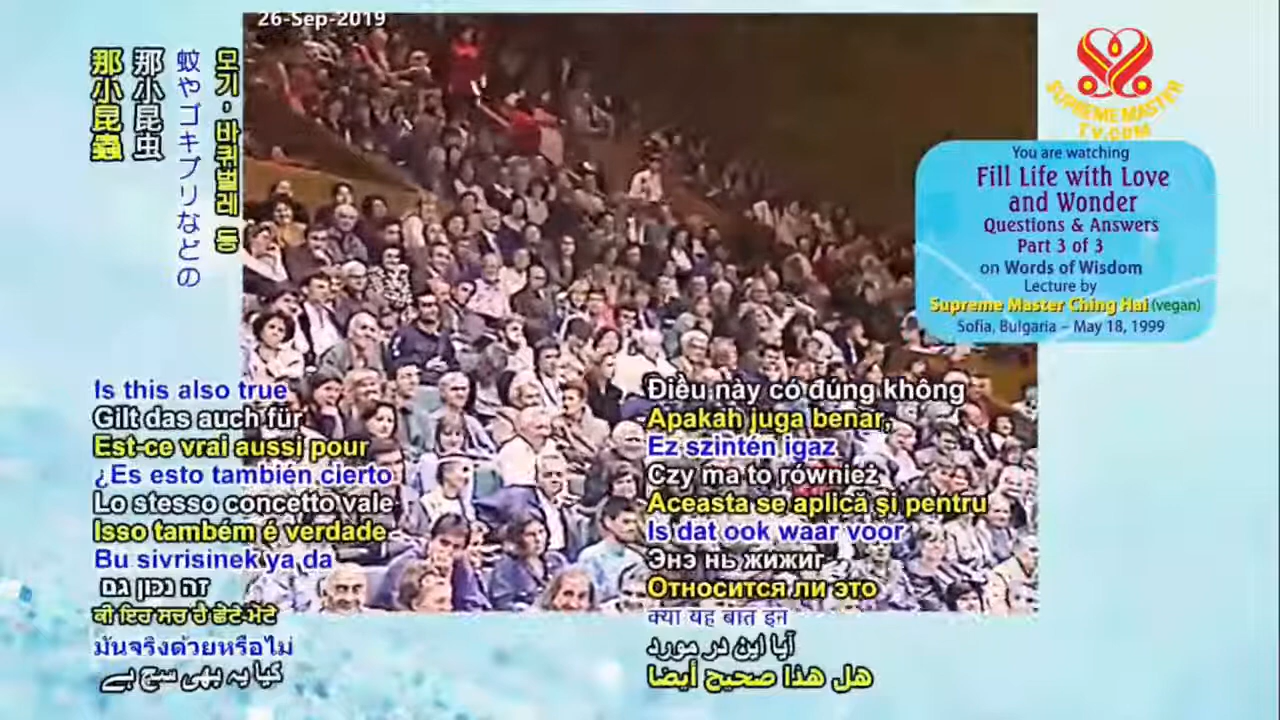 26-Sep-2019
모기, 바퀴벌레 등
蚊やゴキブリなどの
那小昆虫
那小昆蟲
SUPREME MASTER
TV.COM
You are watching
Fill Life with Love
and Wonder
Questions & Answers
Part 3 of 3
on Words of Wisdom
Lecture by
Supreme Master Ching Hai (vegan)
Sofia, Bulgaria – May 18, 1999
Is this also true
Gilt das auch für
Est-ce vrai aussi pour
¿Es esto también cierto
Lo stesso concetto vale
Isso também é verdade
Bu sivrisinek ya da
זה נכון גם
ਕੀ ਇਹ ਸਚ ਹੈ ਛੋਟੇ-ਮੋਟੇ
มันจริงด้วยหรือไม่
کیا یہ بھی سچ ہے
Điều này có đúng không
Apakah juga benar,
Ez szintén igaz
Czy ma to również
Aceasta se aplică şi pentru
Is dat ook waar voor
Энэ нь жижиг
Относится ли это
क्या यह बात इन
آیا این در مورد
هل هذا صحيح أيضا